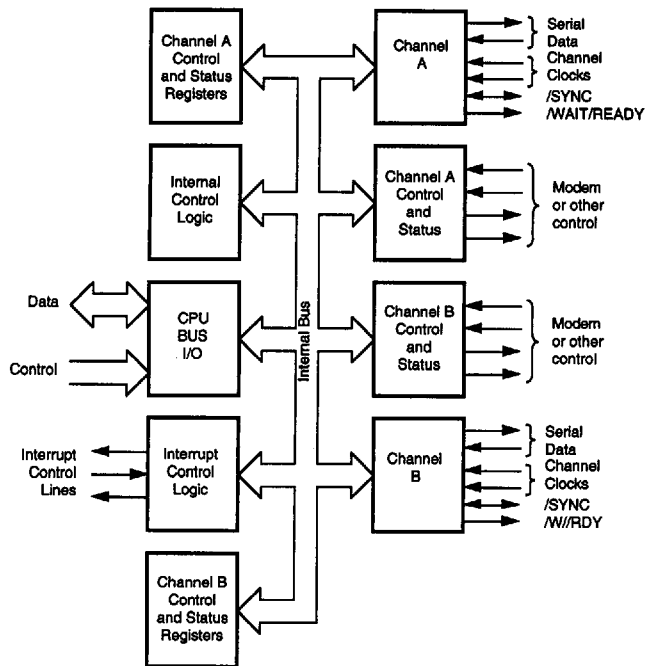 Channel A
Control
and Status
Registers
Channel
A
Serial
Data
Channel
Clocks
/SYNC
/WAIT/READY
Internal
Control
Logic
Channel A
Control
and
Status
Modem
or other
control
Data
Control
CPU
BUS
I/O
Internal Bus
Channel B
Control
and
Status
Modem
or other
control
Interrupt
Control
Lines
Interrupt
Control
Logic
Channel
B
Serial
Data
Channel
Clocks
/SYNC
/W//RDY
Channel B
Control
and Status
Registers